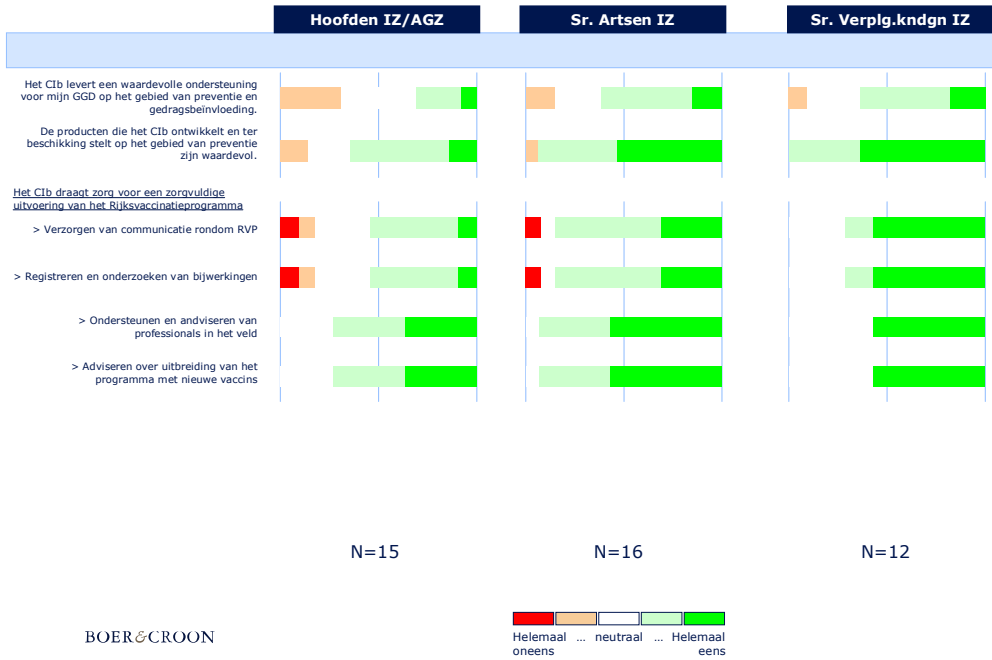 Hoofden IZ/AGZ
Sr. Artsen IZ
Sr. Verplg.kndgn IZ
Het CIb levert een waardevolle ondersteuning
voor mijn GGD op het gebied van preventie en
gedragsbeïnvloeding.
De producten die het CIb ontwikkelt en ter
beschikking stelt op het gebied van preventie
zijn waardevol.
Het CIb draagt zorg voor een zorgvuldige
uitvoering van het Rijksvaccinatieprogramma
> Verzorgen van communicatie rondom RVP
> Registreren en onderzoeken van bijwerkingen
> Ondersteunen en andviseren van
professionals in het veld
> Adviseren over uitbreiding van het
programma met nieuwe vaccins
N=15
N=16
N=12
Helemaal ... neutraal ... Helemaal
oneens eens
BOER&CROON